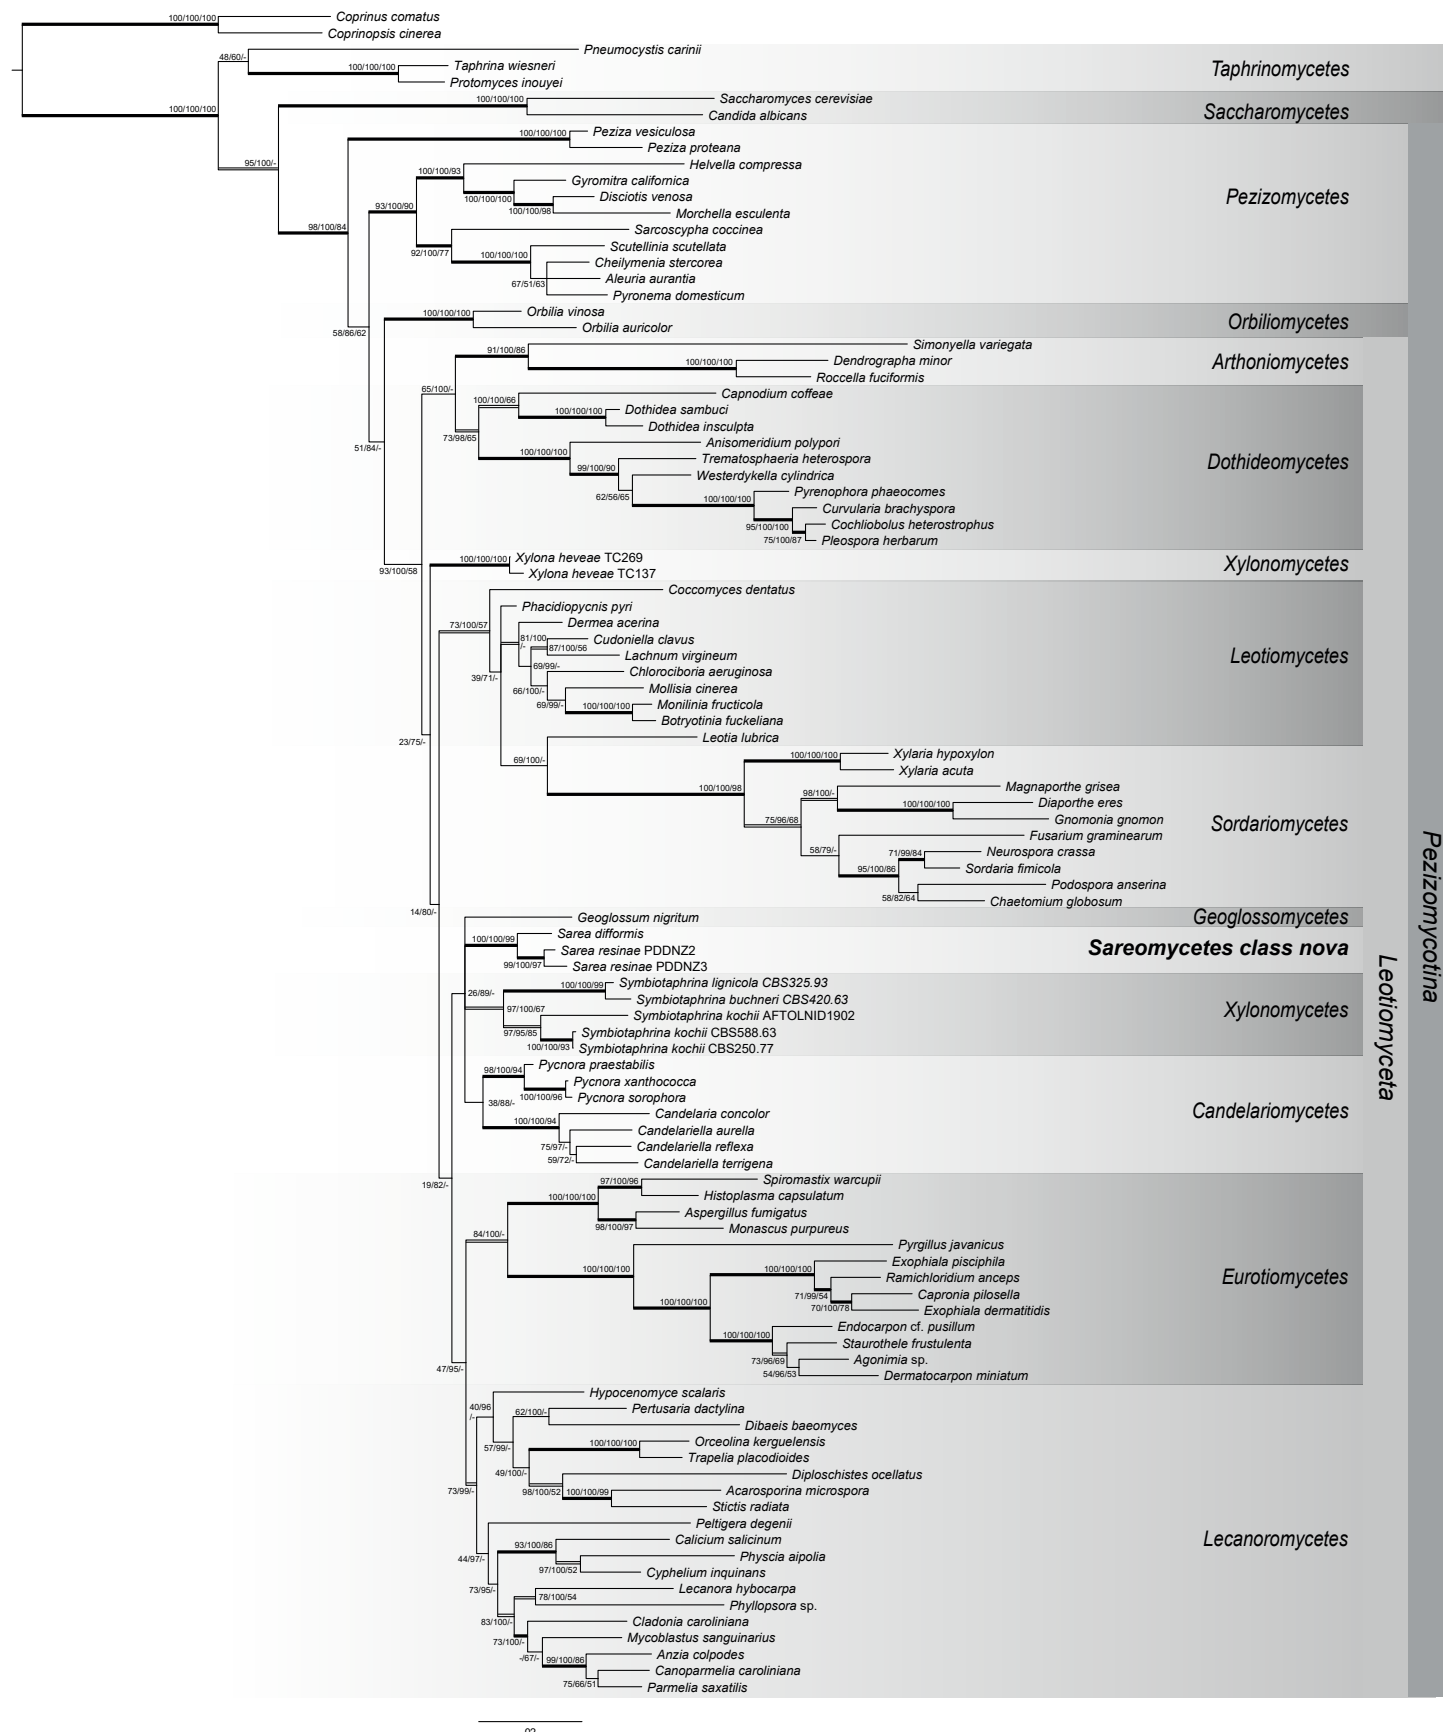 100/100/100
Coprinus comatus
Coprinopsis cinerea
Pneumocystis carinii
48/60/-
Taphrina wiesneri
100/100/100
Protomyces inouyei
Taphrinomycetes
100/100/100
Saccharomyces cerevisiae
100/100/100
Candida albicans
Saccharomycetes
95/100/-
Peziza vesiculosa
100/100/100
Peziza proteana
Helvella compressa
100/100/93
Gyromitra californica
100/100/100
Disciotis venosa
100/100/98
Morchella esculenta
Pezizomycetes
93/100/90
98/100/84
Sarcoscypha coccinea
92/100/77
Scutellinia scutellata
100/100/100
Cheilymenia stercorea
Aleuria aurantia
67/51/63
Pyronema domesticum
Orbilia vinosa
100/100/100
Orbilia auricolor
Orbiliomycetes
58/86/62
Simonyella variegata
91/100/86
Dendrographa minor
100/100/100
Roccella fuciformis
Arthoniomycetes
65/100/-
Capnodium coffeae
100/100/66
Dothidea sambuci
100/100/100
Dothidea insculpta
73/98/65
Anisomeridium polypori
100/100/100
Trematosphaeria heterospora
99/100/90
Westerdykella cylindrica
62/56/65
Pyrenophora phaeocomes
100/100/100
Curvularia brachyspora
Cochliobolus heterostrophus
95/100/100
Pleospora herbarum
75/100/87
Dothideomycetes
51/84/-
Xylona heveae TC269
100/100/100
Xylona heveae TC137
Xylonomycetes
93/100/58
Coccomyces dentatus
Phacidiopycnis pyri
73/100/57
Dermea acerina
81/100
/-
Cudoniella clavus
87/100/56
Lachnum virgineum
69/99/-
Chlorociboria aeruginosa
39/71/-
66/100/-
Mollisia cinerea
69/99/-
Monilinia fructicola
100/100/100
Botryotinia fuckeliana
Leotiomycetes
Leotia lubrica
23/75/-
69/100/-
Xylaria hypoxylon
100/100/100
Xylaria acuta
Magnaporthe grisea
100/100/98
98/100/-
Diaporthe eres
100/100/100
Gnomonia gnomon
75/96/68
Sordariomycetes
Fusarium graminearum
58/79/-
Neurospora crassa
71/99/84
Sordaria fimicola
95/100/86
Podospora anserina
58/82/64
Chaetomium globosum
14/80/-
Geoglossum nigritum
Geoglossomycetes
Sarea difformis
100/100/99
Sarea resinae PDDNZ2
99/100/97
Sarea resinae PDDNZ3
Sareomycetes class nova
Symbiotaphrina lignicola CBS325.93
100/100/99
26/89/-
Symbiotaphrina buchneri CBS420.63
97/100/67
Symbiotaphrina kochii AFTOLNID1902
97/95/85
Symbiotaphrina kochii CBS588.63
100/100/93
Symbiotaphrina kochii CBS250.77
Xylonomycetes
Pycnora praestabilis
98/100/94
Pycnora xanthococca
100/100/96
Pycnora sorophora
38/88/-
Candelaria concolor
100/100/94
Candelariella aurella
75/97/-
Candelariella reflexa
59/72/-
Candelariella terrigena
Candelariomycetes
19/82/-
Spiromastix warcupii
97/100/96
Histoplasma capsulatum
100/100/100
Aspergillus fumigatus
98/100/97
Monascus purpureus
84/100/-
Pyrgillus javanicus
100/100/100
Exophiala pisciphila
100/100/100
Ramichloridium anceps
71/99/54
Capronia pilosella
70/100/78
Exophiala dermatitidis
100/100/100
Endocarpon cf. pusillum
100/100/100
Staurothele frustulenta
73/96/69
Agonimia sp.
54/96/53
Dermatocarpon miniatum
Eurotiomycetes
47/95/-
Hypocenomyce scalaris
40/96
/-
Pertusaria dactylina
62/100/-
Dibaeis baeomyces
57/99/-
Orceolina kerguelensis
100/100/100
Trapelia placodioides
49/100/-
Diploschistes ocellatus
98/100/52
Acarosporina microspora
100/100/99
Stictis radiata
73/99/-
Peltigera degenii
Calicium salicinum
93/100/86
44/97/-
Physcia aipolia
97/100/52
Cyphelium inquinans
73/95/-
Lecanora hybocarpa
78/100/54
Phyllopsora sp.
83/100/-
Cladonia caroliniana
73/100/-
Mycoblastus sanguinarius
-/67/-
Anzia colpodes
99/100/86
Canoparmelia caroliniana
75/66/51
Parmelia saxatilis
Lecanoromycetes
Leotiomyceta
Pezizomycotina